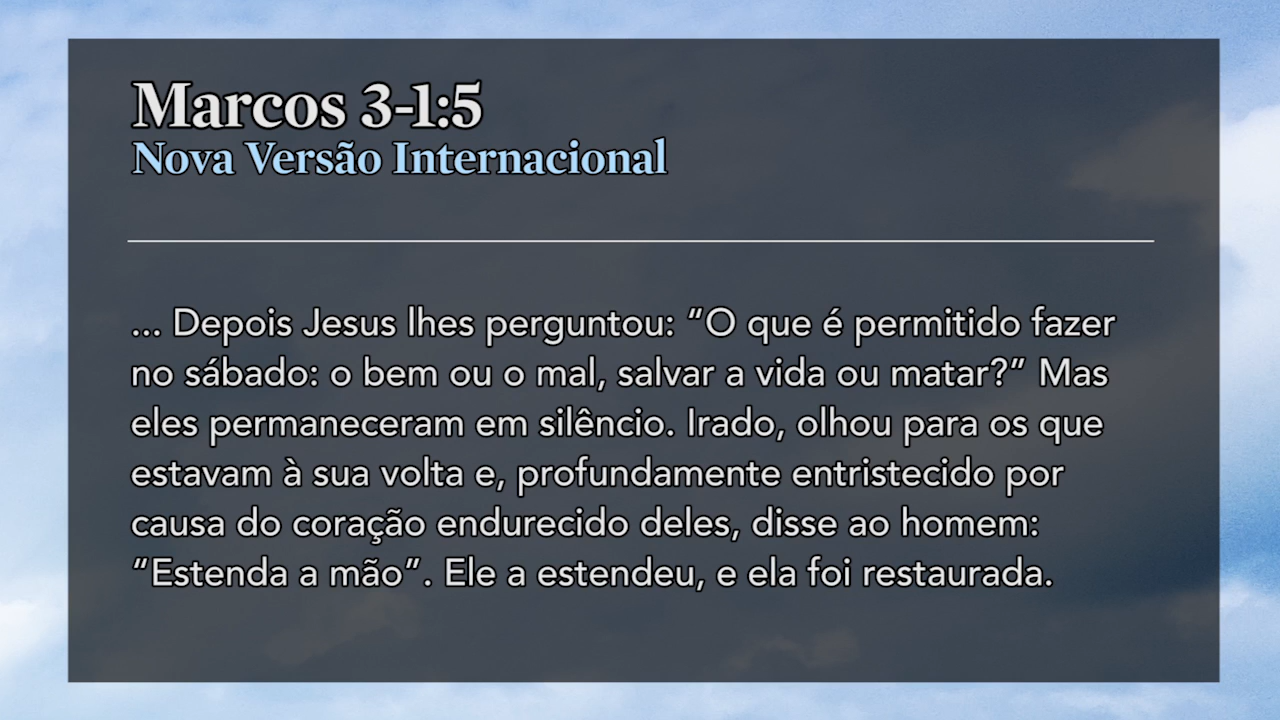 Marcos 3-1:5
Nova Versão Internacional
... Depois Jesus lhes perguntou: “O que é permitido fazer
no sábado: o bem ou o mal, salvar a vida ou matar?” Mas
eles permaneceram em silêncio. Irado, olhou para os que
estavam à sua volta e, profundamente entristecido por
causa do coração endurecido deles, disse ao homem:
“Estenda a mão”. Ele a estendeu, e ela foi restaurada.